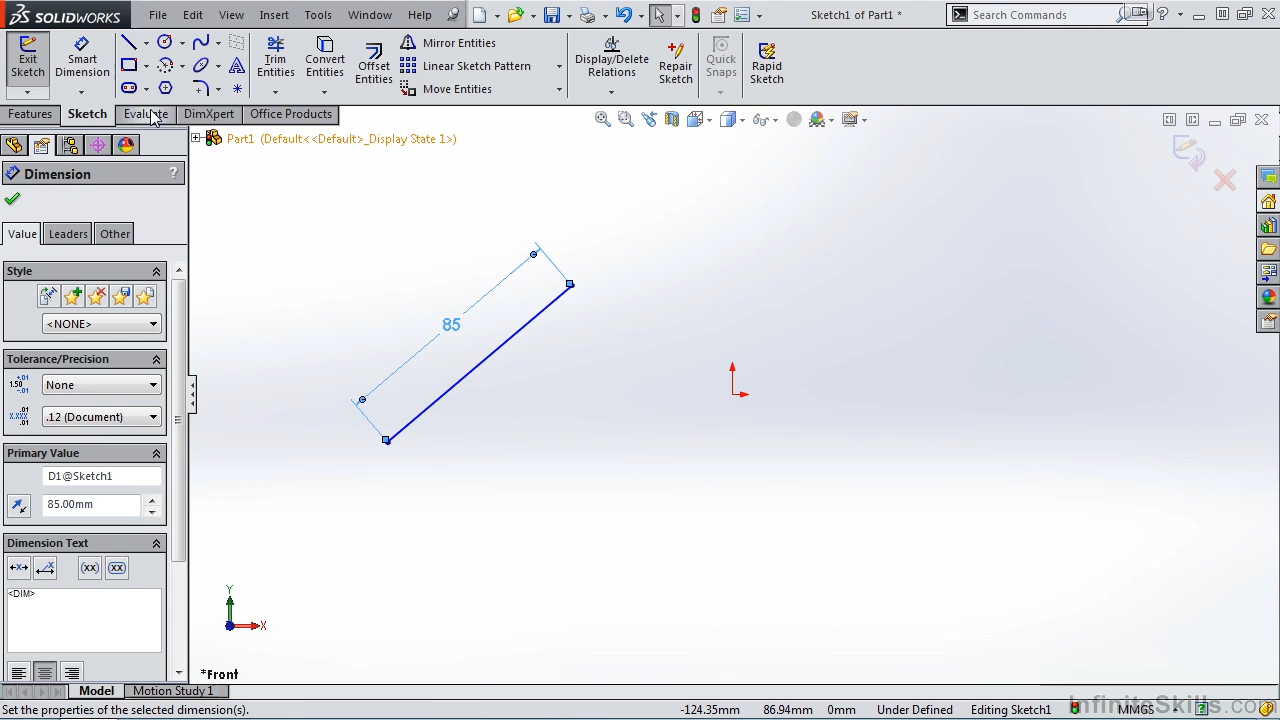 SOLIDWORKS
File Edit View Insert Tools Window Help
Sketch1 of Part1 *
Search Commands
Exit Sketch
Smart Dimension
Trim Entities
Convert Entities
Offset Entities
Mirror Entities
Linear Sketch Pattern
Move Entities
Display/Delete Relations
Repair Sketch
Quick Snaps
Rapid Sketch
Features Sketch Evaluate DimXpert Office Products
Part1 (Default<<Default>_Display State 1>)
Dimension ?
Value Leaders Other
Style
<NONE>
Tolerance/Precision
None
.12 (Document)
Primary Value
D1@Sketch1
85.00mm
Dimension Text
<DIM>
85
Y
X
*Front
Model Motion Study 1
InfiniteSkills.com
Set the properties of the selected dimension(s).
-124.35mm 86.94mm 0mm Under Defined Editing Sketch1 MMGS